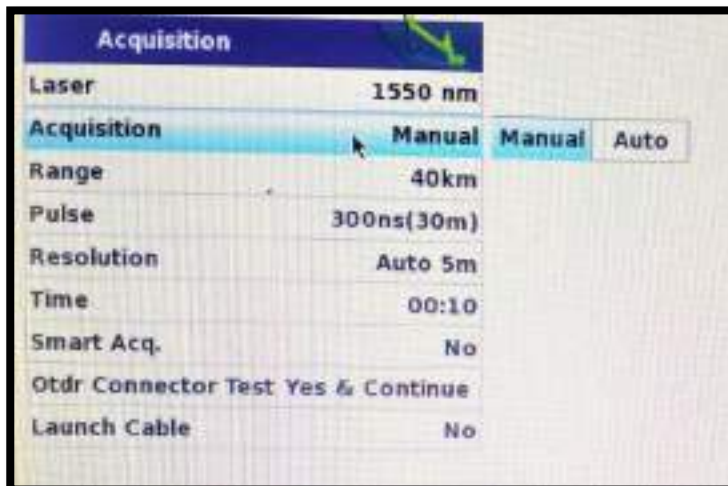 Acquisition
Laser 1550 nm
Acquisition Manual Manual Auto
Range 40km
Pulse 300ns(30m)
Resolution Auto 5m
Time 00:10
Smart Acq. No
Otdr Connector Test Yes & Continue
Launch Cable No